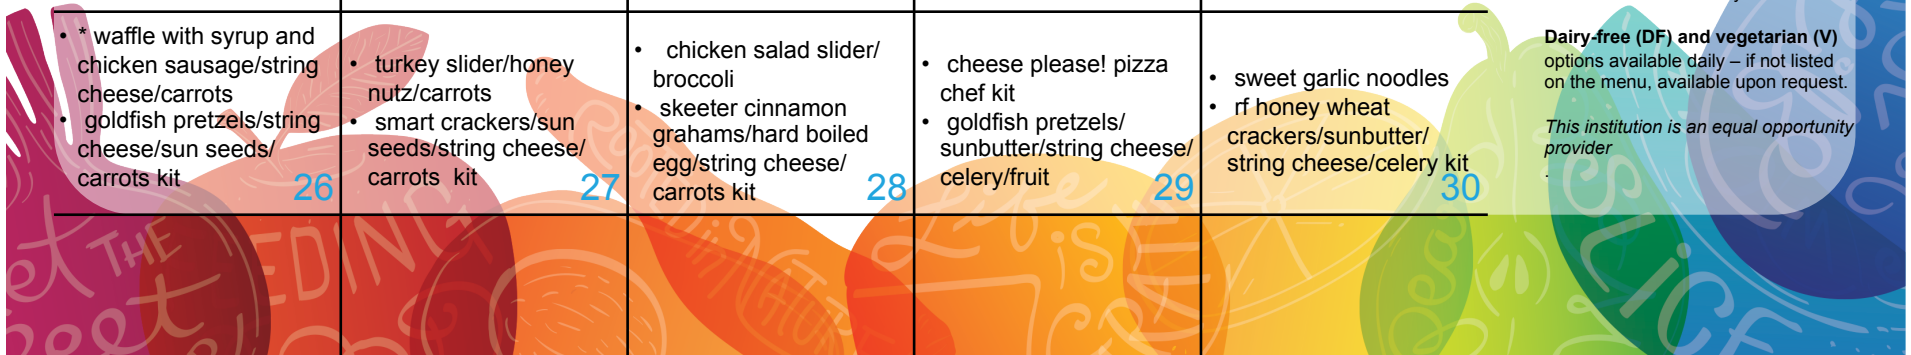 • * waffle with syrup and
chicken sausage/string
cheese/carrots
• goldfish pretzels/string
cheese/sun seeds/
carrots kit
26
• turkey slider/honey
nutz/carrots
• smart crackers/sun
seeds/string cheese/
carrots kit
27
• chicken salad slider/
broccoli
• skeeter cinnamon
grahams/hard boiled
egg/string cheese/
carrots kit
28
• cheese please! pizza
chef kit
• goldfish pretzels/
sunbutter/string cheese/
celery/fruit
29
• sweet garlic noodles
• rf honey wheat
crackers/sunbutter/
string cheese/celery kit
30
Dairy-free (DF) and vegetarian (V)
options available daily – if not listed
on the menu, available upon request.
This institution is an equal opportunity
provider
.
THE
Life
iS
SLiCE